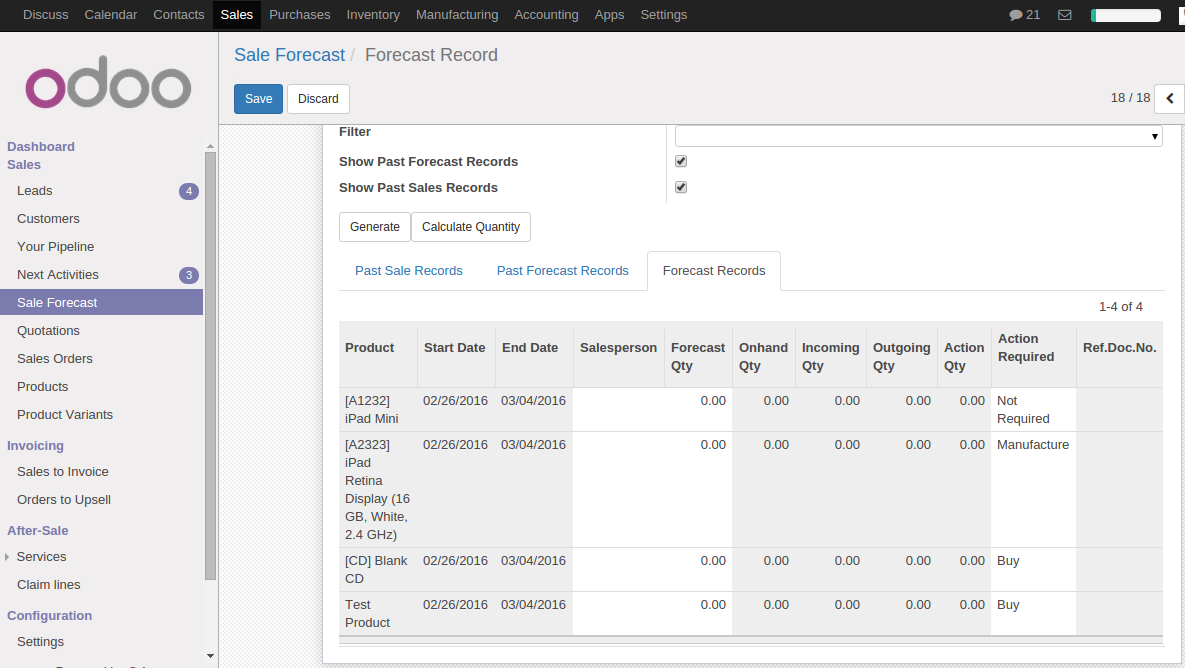 Discuss Calendar Contacts Sales Purchases Inventory Manufacturing Accounting Apps Settings 21
odoo
Sale Forecast / Forecast Record
Save Discard 18 / 18
Dashboard
Sales
Leads 4
Customers
Your Pipeline
Next Activities 3
Sale Forecast
Quotations
Sales Orders
Products
Product Variants
Invoicing
Sales to Invoice
Orders to Upsell
After-Sale
Services
Claim lines
Configuration
Settings
Filter
Show Past Forecast Records
Show Past Sales Records
Generate Calculate Quantity
Past Sale Records Past Forecast Records Forecast Records
1-4 of 4
Product Start Date End Date Salesperson Forecast Qty Onhand Qty Incoming Qty Outgoing Qty Action Qty Action Required Ref.Doc.No.
[A1232] 02/26/2016 03/04/2016 0.00 0.00 0.00 0.00 0.00 Not
iPad Mini Required
[A2323] 02/26/2016 03/04/2016 0.00 0.00 0.00 0.00 0.00 Manufacture
iPad
Retina
Display (16
GB, White,
2.4 GHz)
[CD] Blank 02/26/2016 03/04/2016 0.00 0.00 0.00 0.00 0.00 Buy
CD
Test 02/26/2016 03/04/2016 0.00 0.00 0.00 0.00 0.00 Buy
Product